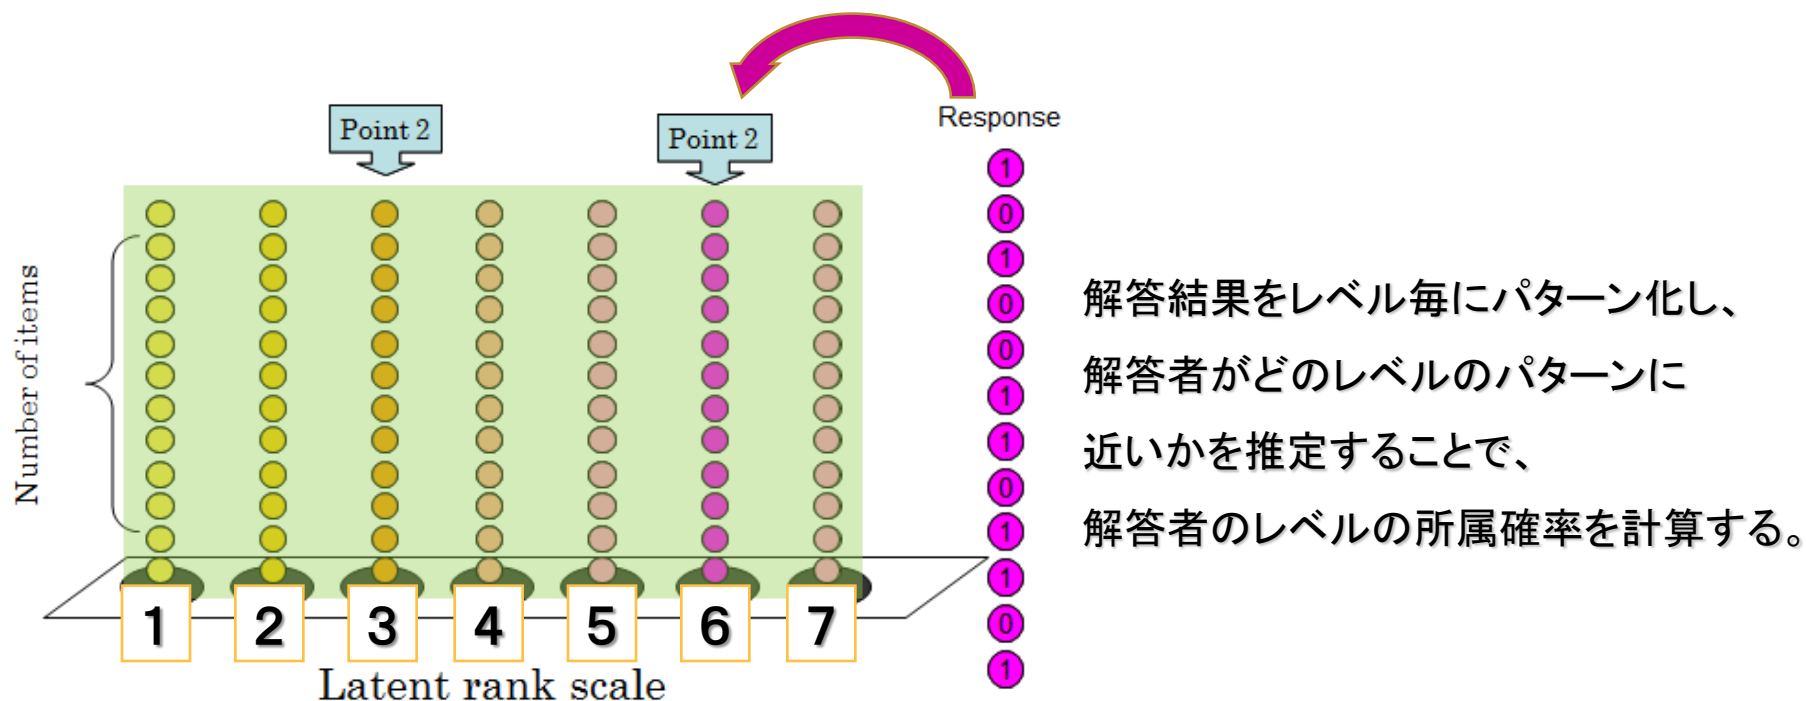 Point 2
Point 2
Response
1
0
1
0
0
1
1
0
1
1
0
1
Number of items
1 2 3 4 5 6 7
Latent rank scale
解答結果をレベル毎にパターン化し、
解答者がどのレベルのパターンに
近いかを推定することで、
解答者のレベルの所属確率を計算する。